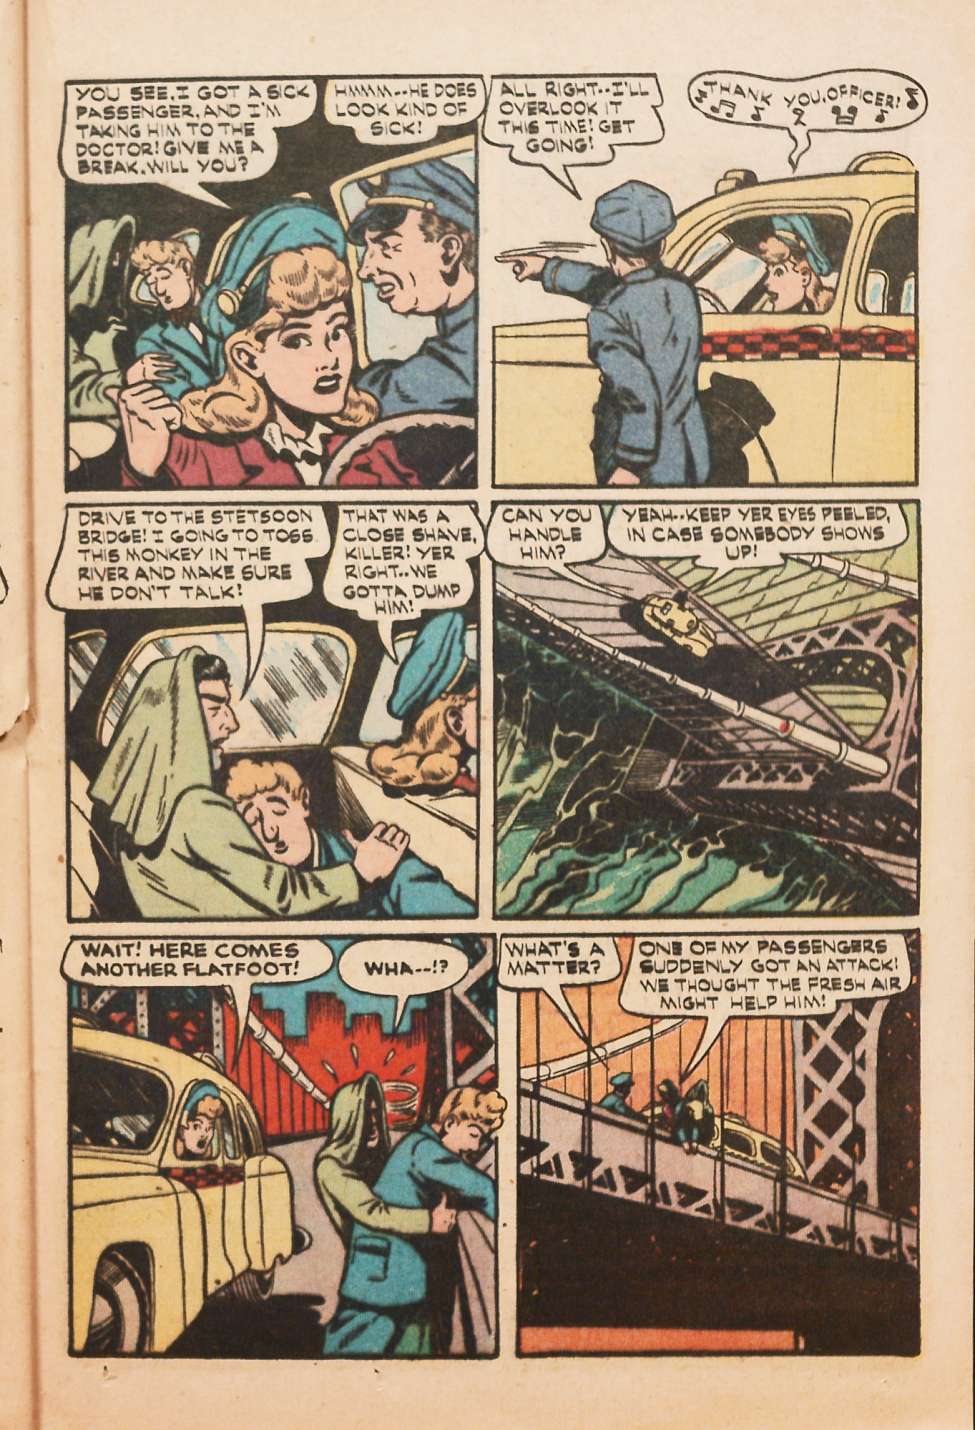 YOU SEE, I GOT A SICK
PASSENGER, AND I'M
TAKING HIM TO THE
DOCTOR! GIVE ME A
BREAK, WILL YOU?
HMMM--HE DOES
LOOK KIND OF
SICK!
ALL RIGHT--I'LL
OVERLOOK IT
THIS TIME! GET
GOING!
THANK YOU, OFFICER!
DRIVE TO THE STETSOON
BRIDGE! I GOING TO TOSS
THIS MONKEY IN THE
RIVER AND MAKE SURE
HE DON'T TALK!
THAT WAS A
CLOSE SHAVE,
KILLER! YER
RIGHT--WE
GOTTA DUMP
HIM!
CAN YOU
HANDLE
HIM?
YEAH--KEEP YER EYES PEELED,
IN CASE SOMEBODY SHOWS
UP!
WAIT! HERE COMES
ANOTHER FLATFOOT!
WHA--!?
WHAT'S A
MATTER?
ONE OF MY PASSENGERS
SUDDENLY GOT AN ATTACK!
WE THOUGHT THE FRESH AIR
MIGHT HELP HIM!